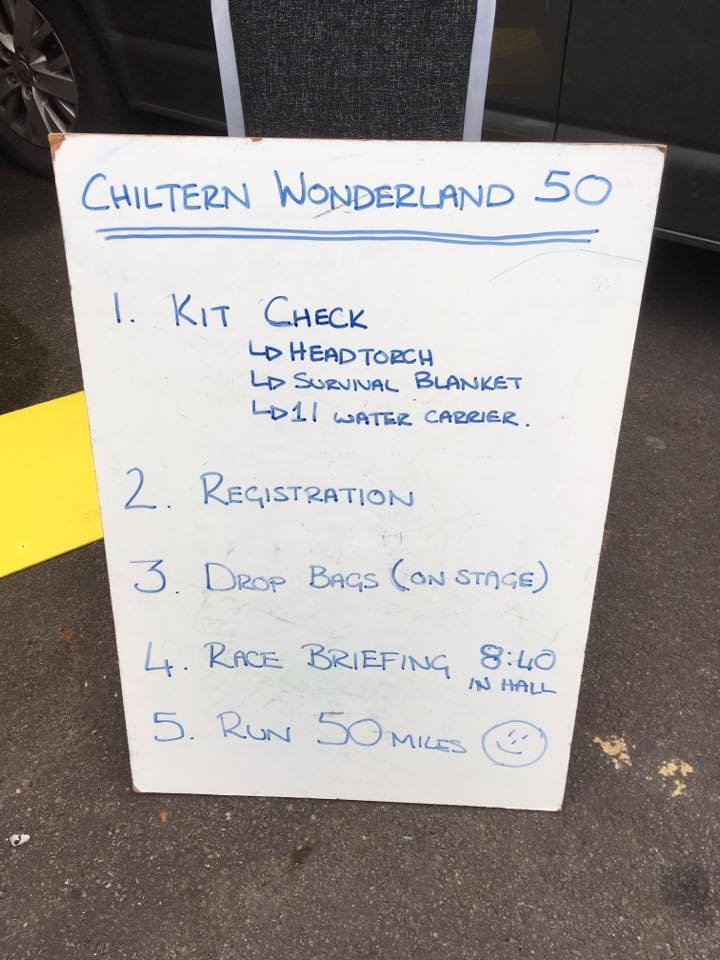 CHILTERN WONDERLAND 50
1. KIT CHECK
↳ HEADTORCH
↳ SURVIVAL BLANKET
↳ 1l WATER CARRIER.
2. REGISTRATION
3. DROP BAGS (ON STAGE)
4. RACE BRIEFING 8:40
IN HALL
5. RUN 50 MILES ☺